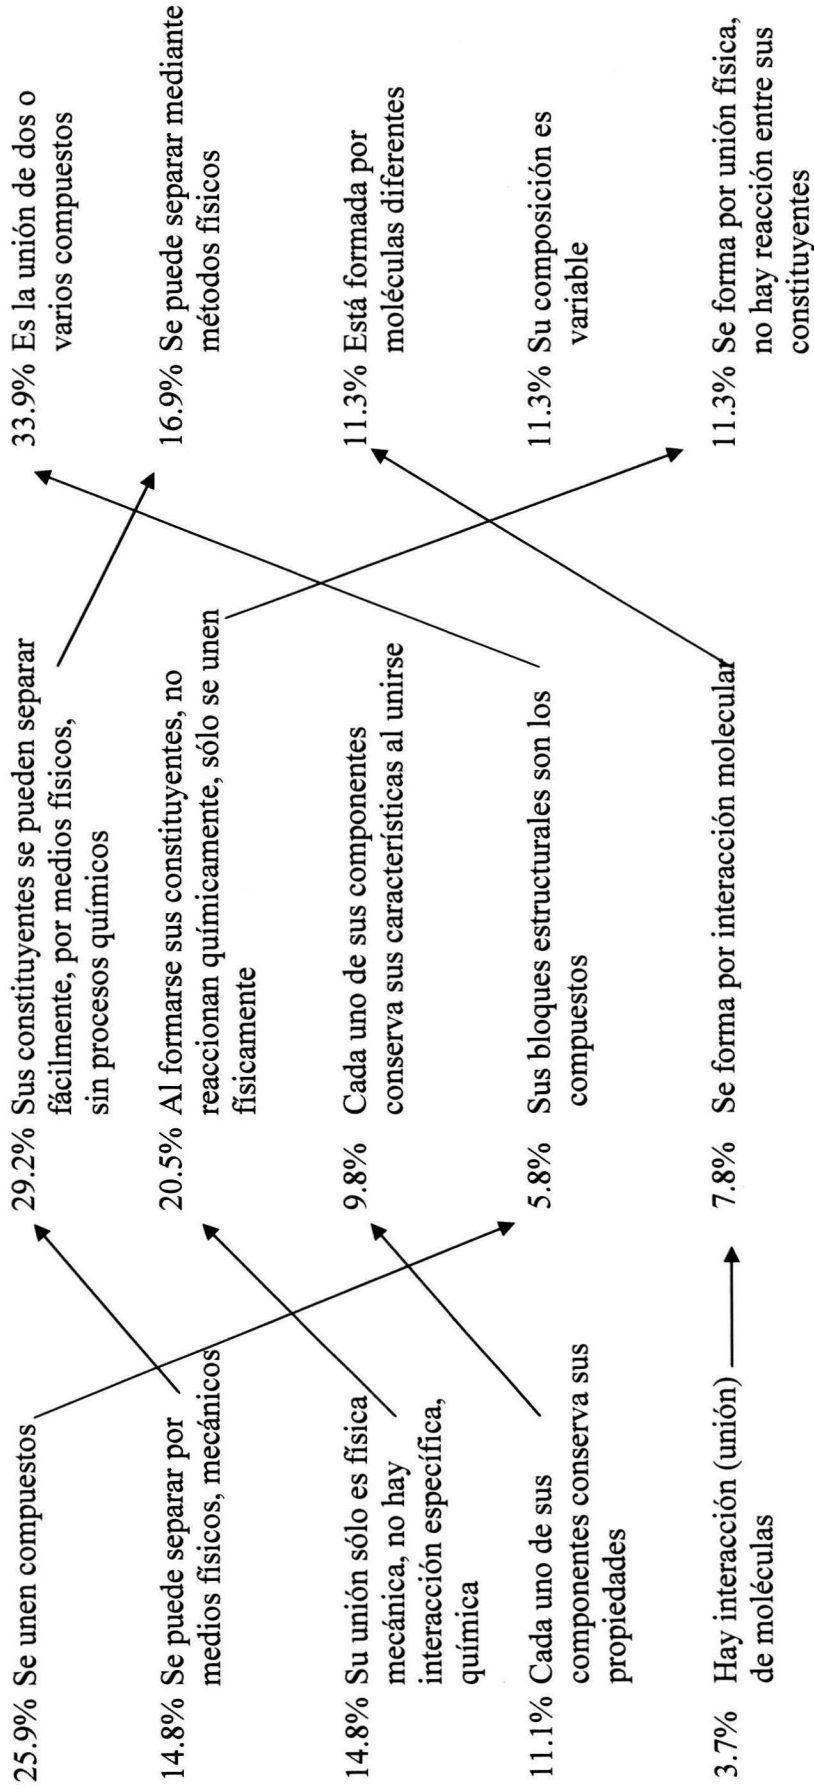 25.9% Se unen compuestos
14.8% Se puede separar por
medios físicos, mecánicos
14.8% Su unión sólo es física
mecánica, no hay
interacción específica,
química
11.1% Cada uno de sus
componentes conserva sus
propiedades
3.7% Hay interacción (unión)
de moléculas
29.2% Sus constituyentes se pueden separar
fácilmente, por medios físicos,
sin procesos químicos
20.5% Al formarse sus constituyentes, no
reaccionan químicamente, sólo se unen
físicamente
9.8% Cada uno de sus componentes
conserva sus características al unirse
5.8% Sus bloques estructurales son los
compuestos
7.8% Se forma por interacción molecular
33.9% Es la unión de dos o
varios compuestos
16.9% Se puede separar mediante
métodos físicos
11.3% Está formada por
moléculas diferentes
11.3% Su composición es
variable
11.3% Se forma por unión física,
no hay reacción entre sus
constituyentes